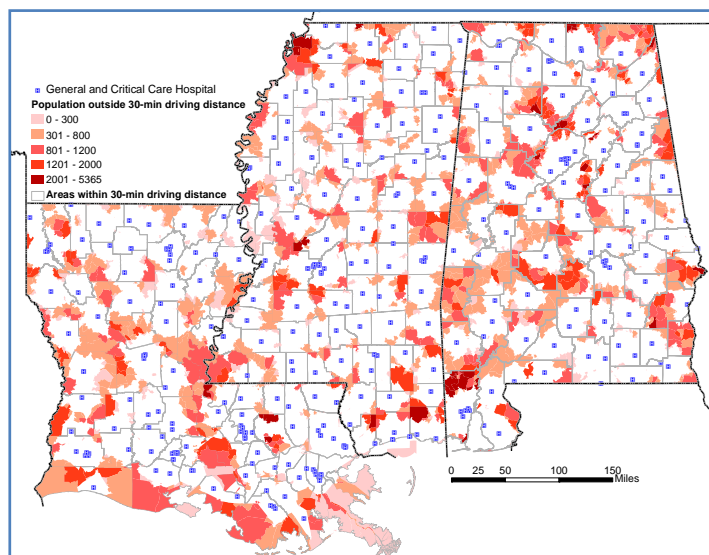 General and Critical Care Hospital
Population outside 30-min driving distance
0 - 300
301 - 800
801 - 1200
1201 - 2000
2001 - 5365
Areas within 30-min driving distance
0 25 50 100 150
Miles